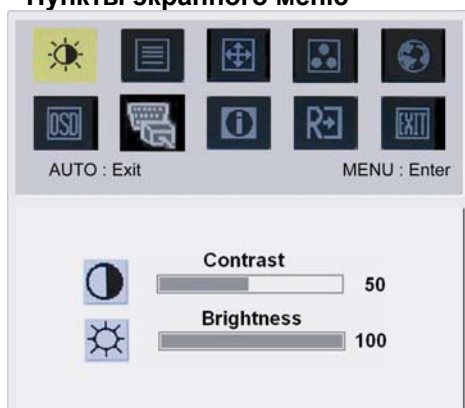 Пункты экранного меню
OSD
i
R
EXIT
AUTO : Exit
MENU : Enter
Contrast
50
Brightness
100